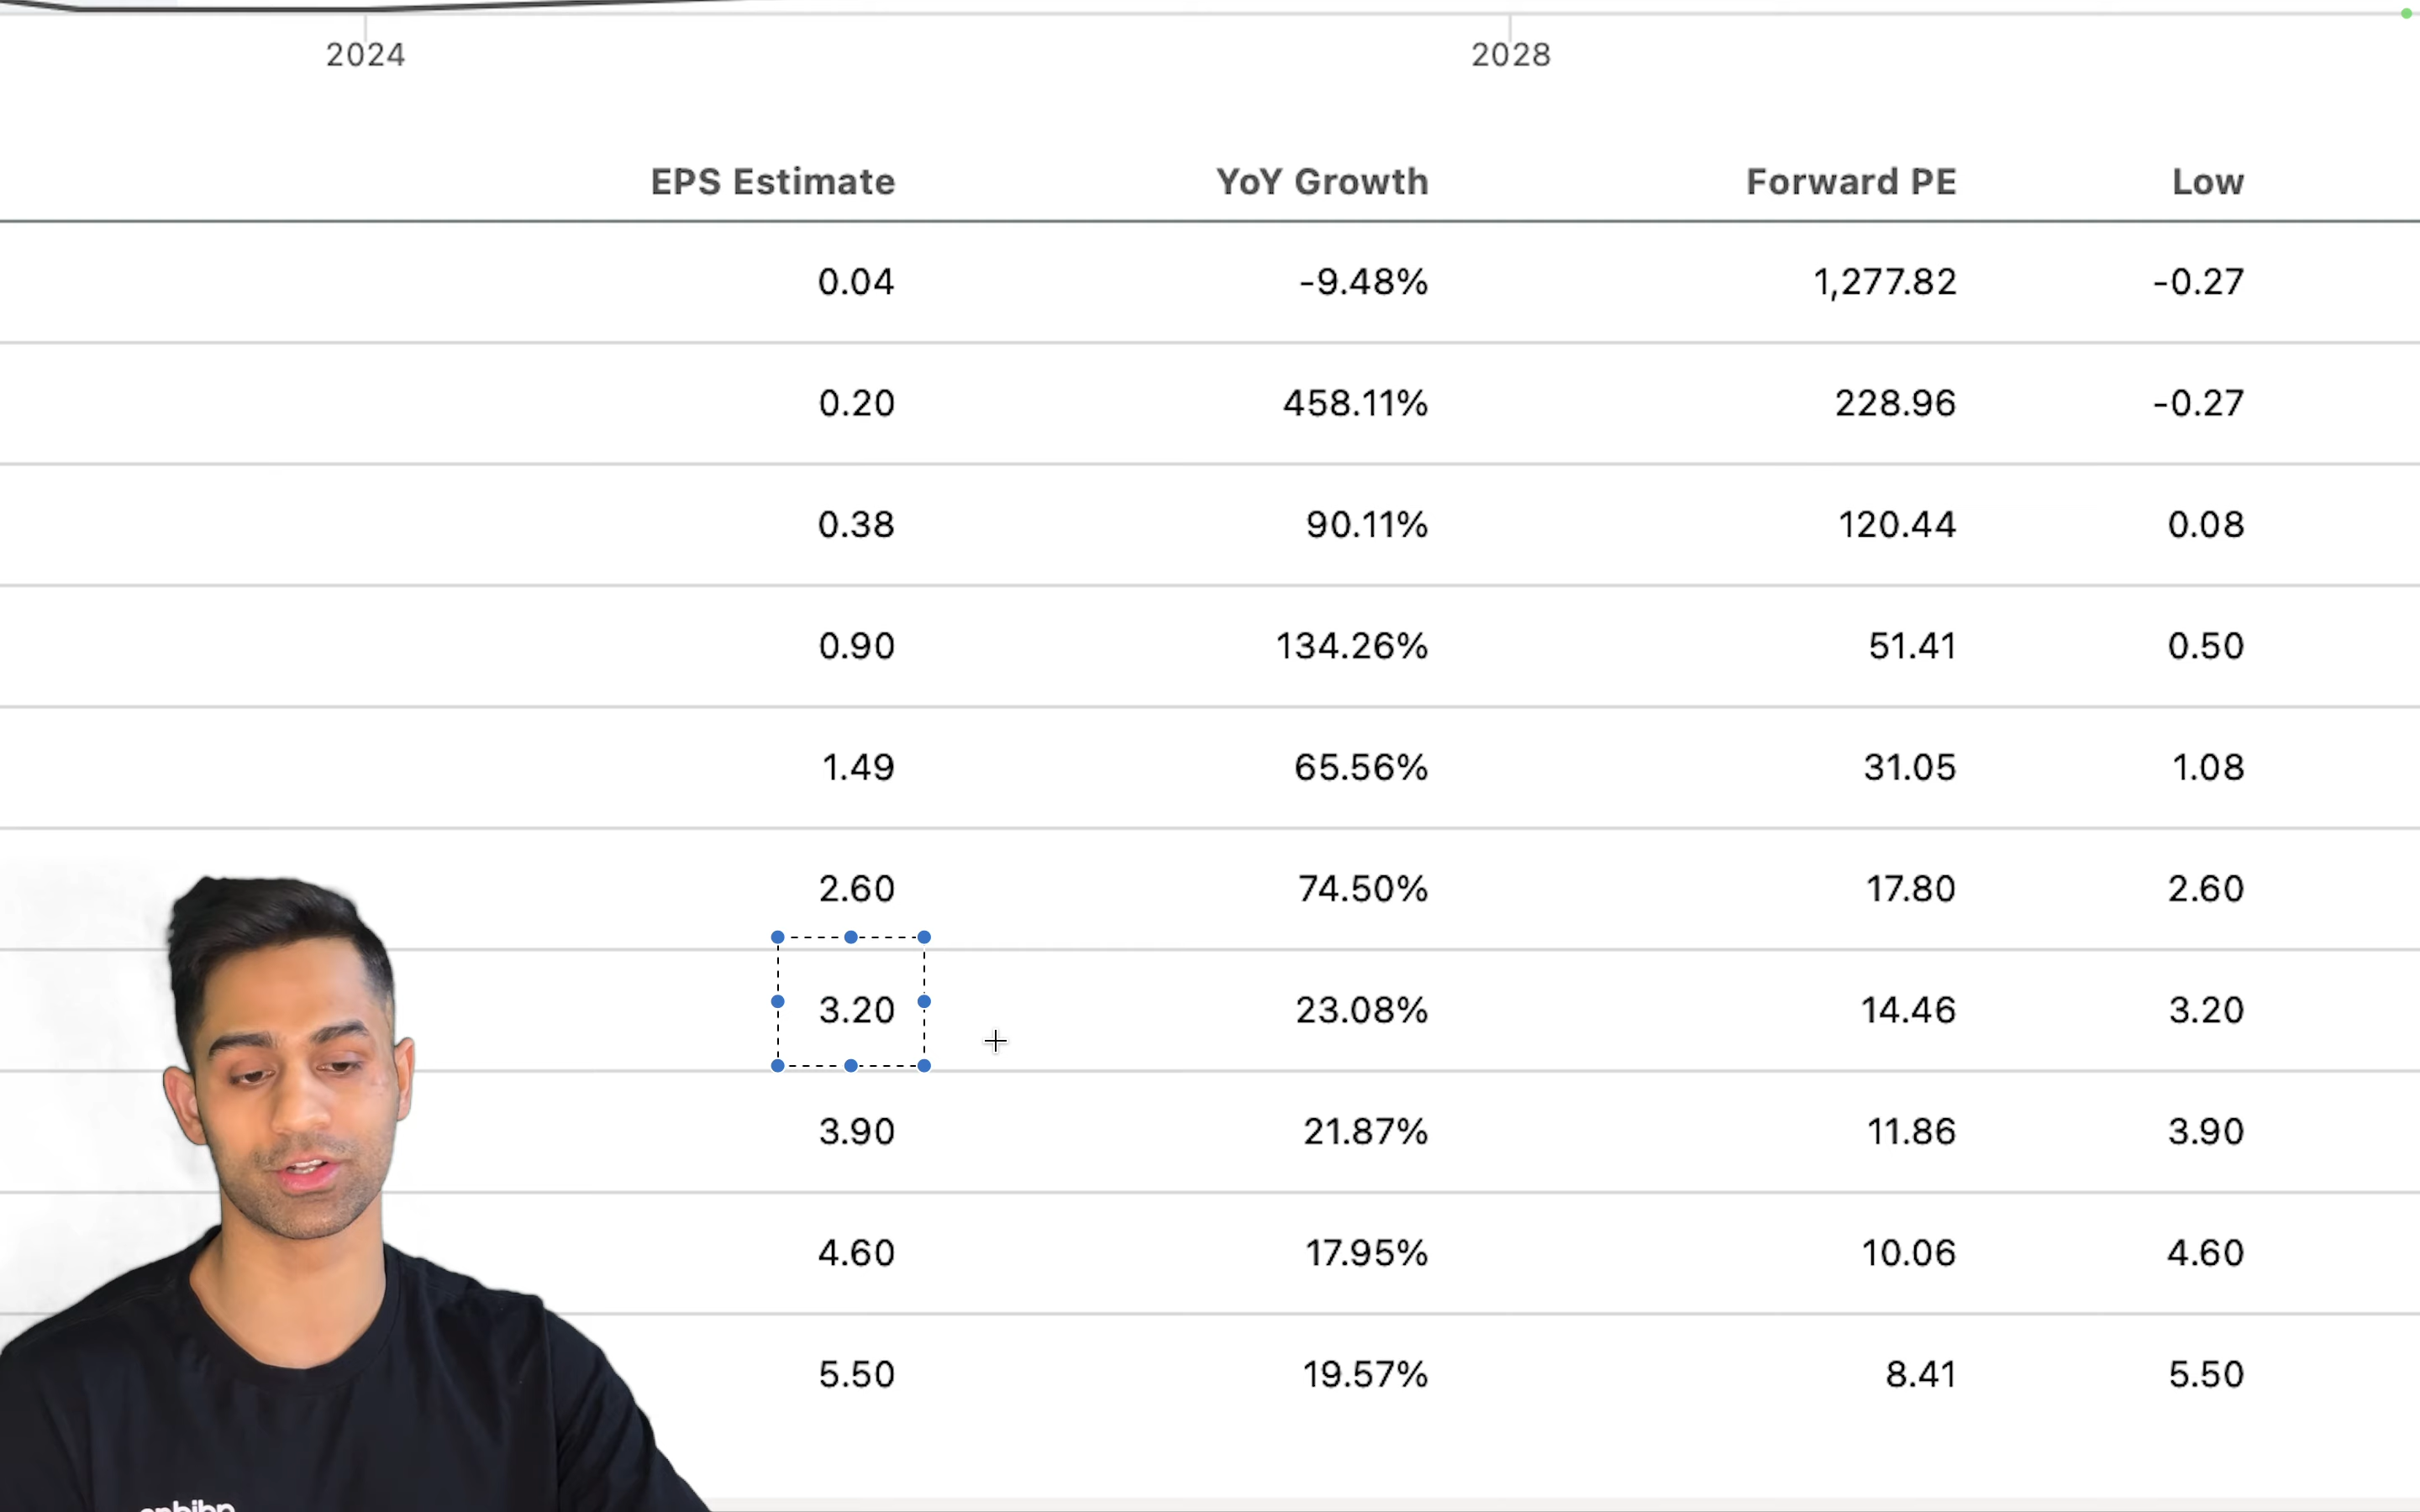 2024 2028
EPS Estimate YoY Growth Forward PE Low
0.04 -9.48% 1,277.82 -0.27
0.20 458.11% 228.96 -0.27
0.38 90.11% 120.44 0.08
0.90 134.26% 51.41 0.50
1.49 65.56% 31.05 1.08
2.60 74.50% 17.80 2.60
3.20 23.08% 14.46 3.20
3.90 21.87% 11.86 3.90
4.60 17.95% 10.06 4.60
5.50 19.57% 8.41 5.50